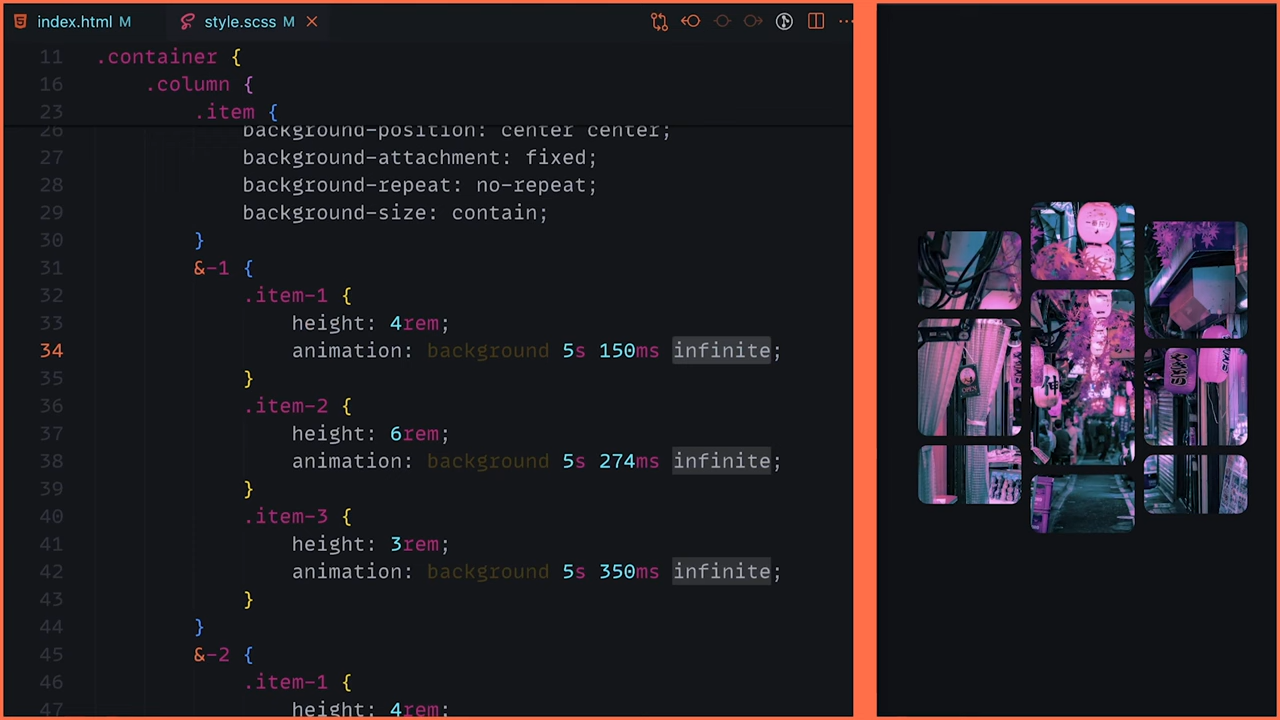 index.html M
style.scss M
11 .container {
16 .column {
23 .item {
26 background-position: center center;
27 background-attachment: fixed;
28 background-repeat: no-repeat;
29 background-size: contain;
30 }
31 &-1 {
32 .item-1 {
33 height: 4rem;
34 animation: background 5s 150ms infinite;
35 }
36 .item-2 {
37 height: 6rem;
38 animation: background 5s 274ms infinite;
39 }
40 .item-3 {
41 height: 3rem;
42 animation: background 5s 350ms infinite;
43 }
44 }
45 &-2 {
46 .item-1 {
47 height: 4rem;
伸
OPEN